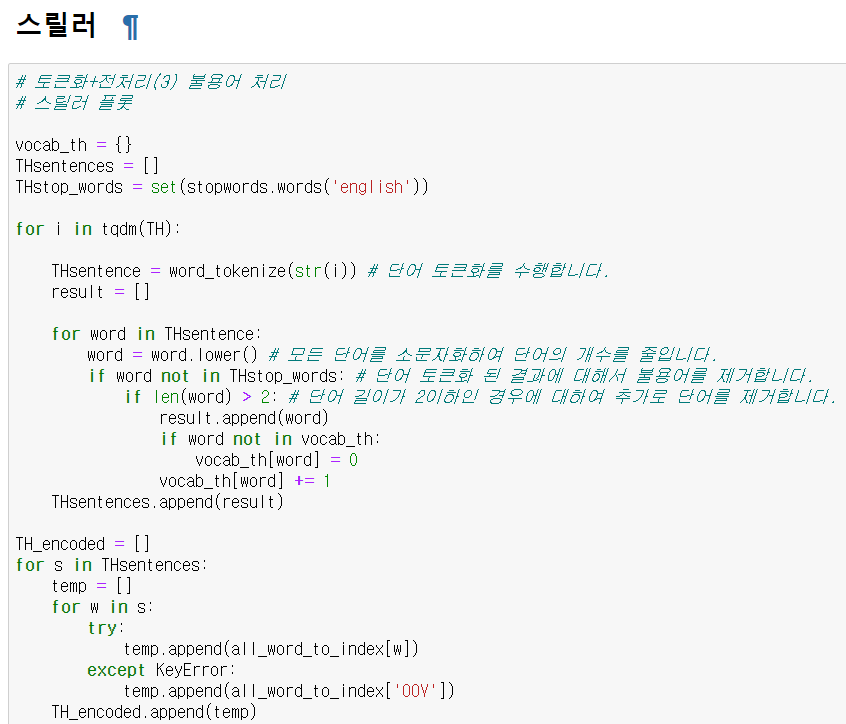 스릴러 ¶
# 토큰화+전처리(3) 불용어 처리
# 스릴러 플롯
vocab_th = {}
THsentences = []
THstop_words = set(stopwords.words('english'))
for i in tqdm(TH):
THsentence = word_tokenize(str(i)) # 단어 토큰화를 수행합니다.
result = []
for word in THsentence:
word = word.lower() # 모든 단어를 소문자화하여 단어의 개수를 줄입니다.
if word not in THstop_words: # 단어 토큰화 된 결과에 대해서 불용어를 제거합니다.
if len(word) > 2: # 단어 길이가 2이하인 경우에 대하여 추가로 단어를 제거합니다.
result.append(word)
if word not in vocab_th:
vocab_th[word] = 0
vocab_th[word] += 1
THsentences.append(result)
TH_encoded = []
for s in THsentences:
temp = []
for w in s:
try:
temp.append(all_word_to_index[w])
except KeyError:
temp.append(all_word_to_index['OOV'])
TH_encoded.append(temp)